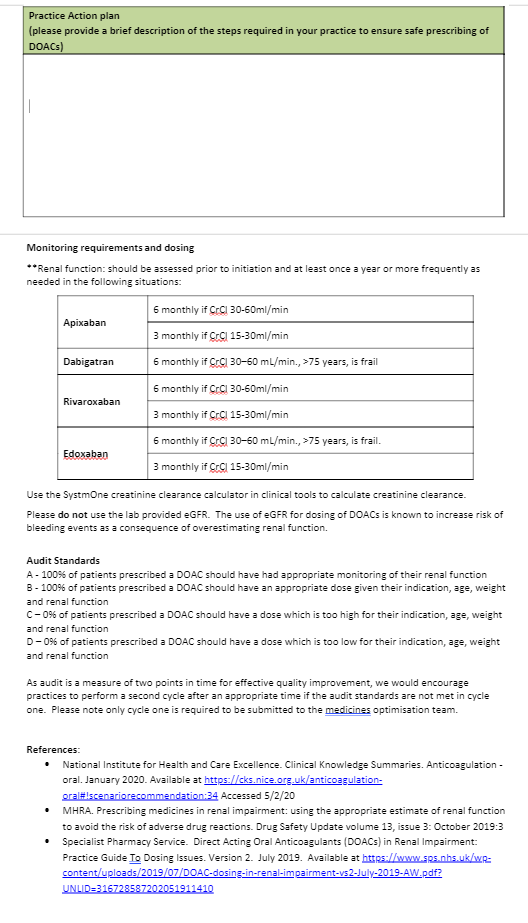 Practice Action plan
(please provide a brief description of the steps required in your practice to ensure safe prescribing of
DOACs)
Monitoring requirements and dosing
**Renal function: should be assessed prior to initiation and at least once a year or more frequently as
needed in the following situations:
Apixaban
6 monthly if CrCl 30-60ml/min
3 monthly if CrCl 15-30ml/min
Dabigatran
6 monthly if CrCl 30–60 mL/min., >75 years, is frail
Rivaroxaban
6 monthly if CrCl 30-60ml/min
3 monthly if CrCl 15-30ml/min
Edoxaban
6 monthly if CrCl 30–60 mL/min., >75 years, is frail.
3 monthly if CrCl 15-30ml/min
Use the SystmOne creatinine clearance calculator in clinical tools to calculate creatinine clearance.
Please do not use the lab provided eGFR. The use of eGFR for dosing of DOACs is known to increase risk of
bleeding events as a consequence of overestimating renal function.
Audit Standards
A - 100% of patients prescribed a DOAC should have had appropriate monitoring of their renal function
B - 100% of patients prescribed a DOAC should have an appropriate dose given their indication, age, weight
and renal function
C – 0% of patients prescribed a DOAC should have a dose which is too high for their indication, age, weight
and renal function
D – 0% of patients prescribed a DOAC should have a dose which is too low for their indication, age, weight
and renal function
As audit is a measure of two points in time for effective quality improvement, we would encourage
practices to perform a second cycle after an appropriate time if the audit standards are not met in cycle
one. Please note only cycle one is required to be submitted to the medicines optimisation team.
References:
• National Institute for Health and Care Excellence. Clinical Knowledge Summaries. Anticoagulation -
oral. January 2020. Available at https://cks.nice.org.uk/anticoagulation-
oral#!scenariorecommendation:34 Accessed 5/2/20
• MHRA. Prescribing medicines in renal impairment: using the appropriate estimate of renal function
to avoid the risk of adverse drug reactions. Drug Safety Update volume 13, issue 3: October 2019:3
• Specialist Pharmacy Service. Direct Acting Oral Anticoagulants (DOACs) in Renal Impairment:
Practice Guide To Dosing Issues. Version 2. July 2019. Available at https://www.sps.nhs.uk/wp-
content/uploads/2019/07/DOAC-dosing-in-renal-impairment-vs2-July-2019-AW.pdf?
UNLID=316728587202051911410